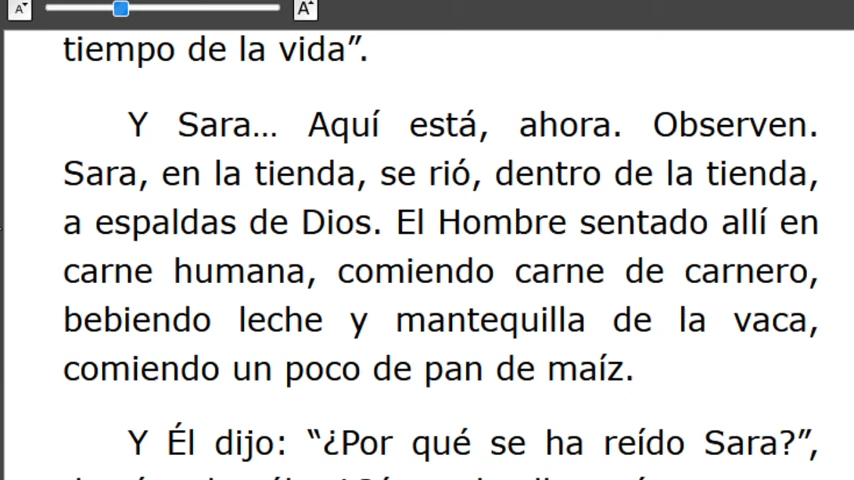 A
A
tiempo de la vida”.
Y Sara… Aquí está, ahora. Observen.
Sara, en la tienda, se rió, dentro de la tienda,
a espaldas de Dios. El Hombre sentado allí en
carne humana, comiendo carne de carnero,
bebiendo leche y mantequilla de la vaca,
comiendo un poco de pan de maíz.
Y Él dijo: “¿Por qué se ha reído Sara?”,